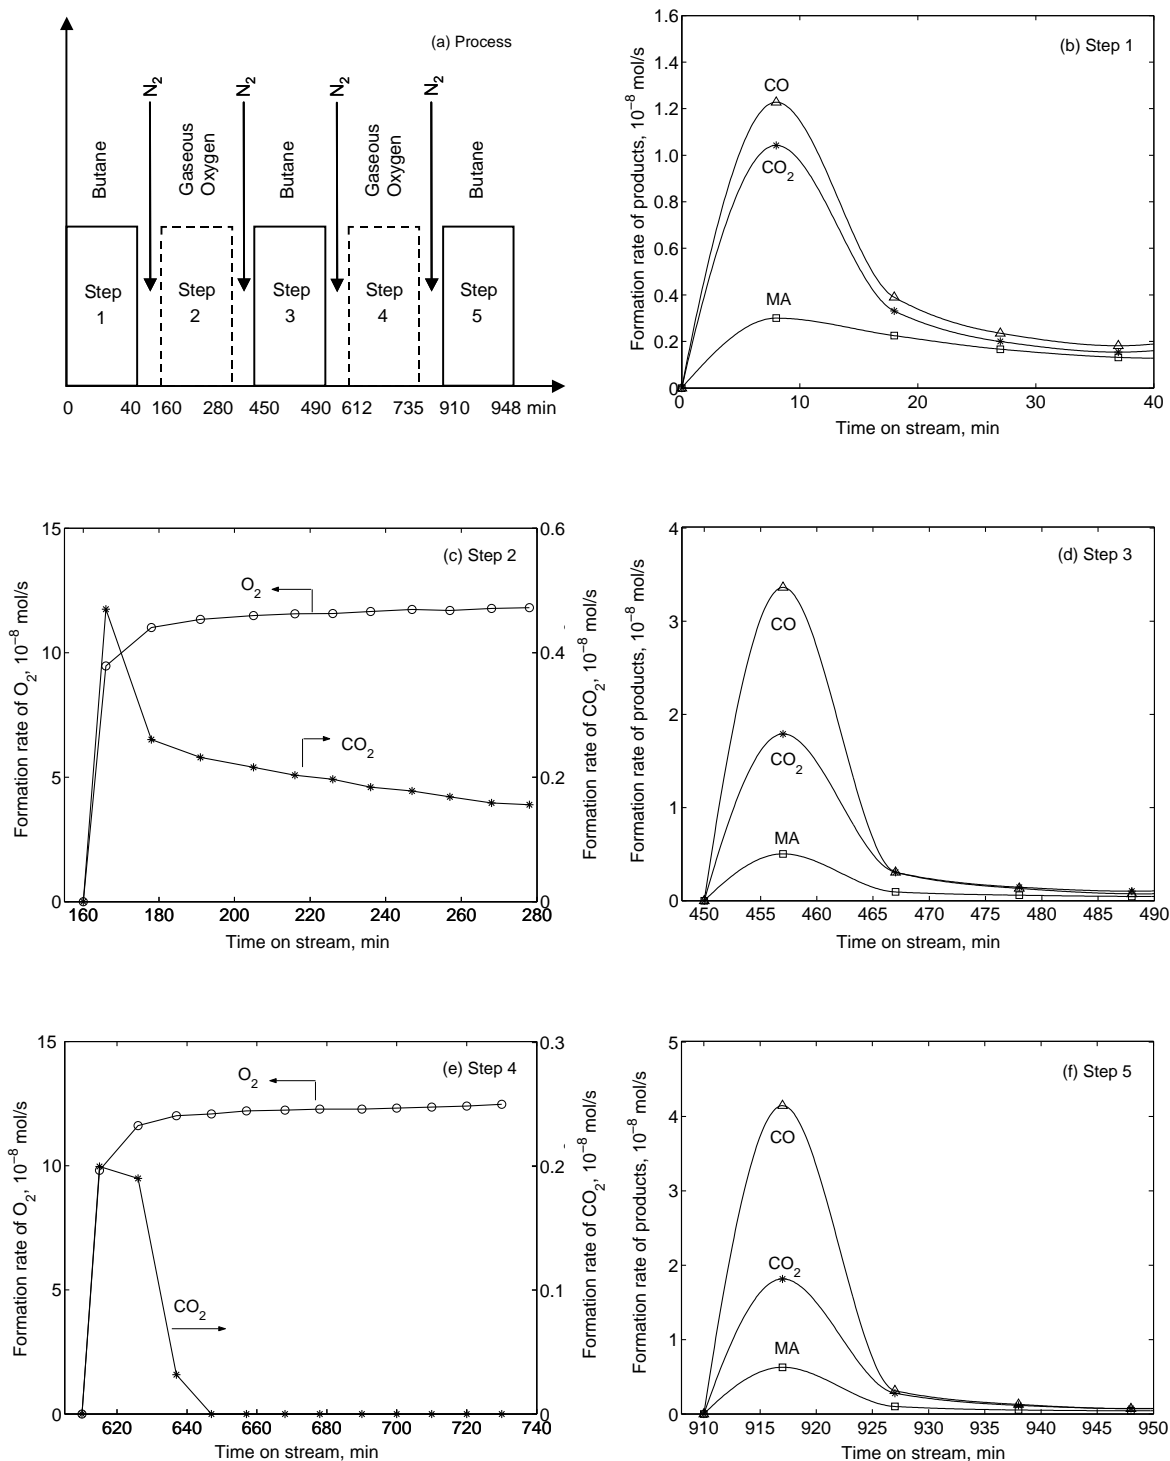 (a) Process
N2
N2
N2
N2
Butane
Gaseous
Oxygen
Butane
Gaseous
Oxygen
Butane
Step
1
Step
2
Step
3
Step
4
Step
5
0 40 160 280 450 490 612 735 910 948 min
(b) Step 1
Formation rate of products, 10−8 mol/s
1.6
1.4
1.2
1.0
0.8
0.6
0.4
0.2
0
CO
CO2
MA
0 10 20 30 40
Time on stream, min
(c) Step 2
Formation rate of O2, 10−8 mol/s
15
10
5
0
O2
CO2
0.6
0.4
0.2
0
Formation rate of CO2, 10−8 mol/s
160 180 200 220 240 260 280
Time on stream, min
(d) Step 3
Formation rate of products, 10−8 mol/s
4
3
2
1
0
CO
CO2
MA
450 455 460 465 470 475 480 485 490
Time on stream, min
(e) Step 4
Formation rate of O2, 10−8 mol/s
15
10
5
0
O2
CO2
0.3
0.2
0.1
0
Formation rate of CO2, 10−8 mol/s
620 640 660 680 700 720 740
Time on stream, min
(f) Step 5
Formation rate of products, 10−8 mol/s
5
4
3
2
1
0
CO
CO2
MA
910 915 920 925 930 935 940 945 950
Time on stream, min